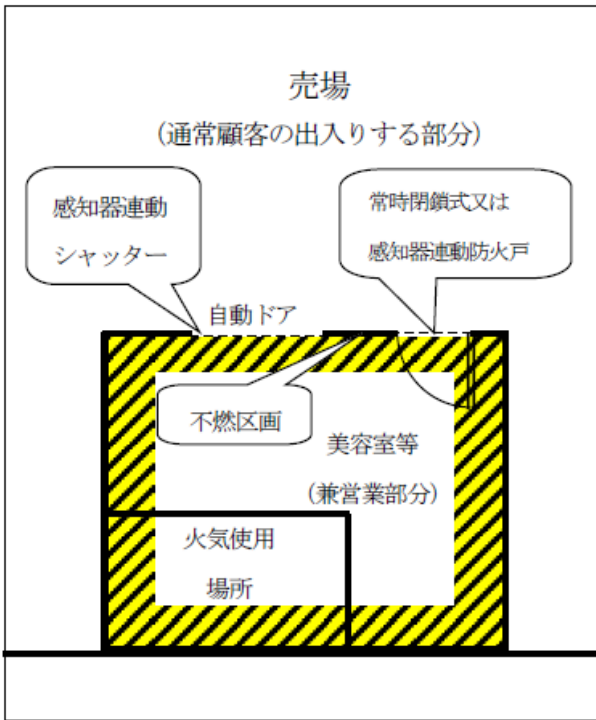 売場
（通常顧客の出入りする部分）
感知器連動
シャッター
常時閉鎖式又は
感知器連動防火戸
自動ドア
不燃区画
美容室等
（兼営業部分）
火気使用
場所